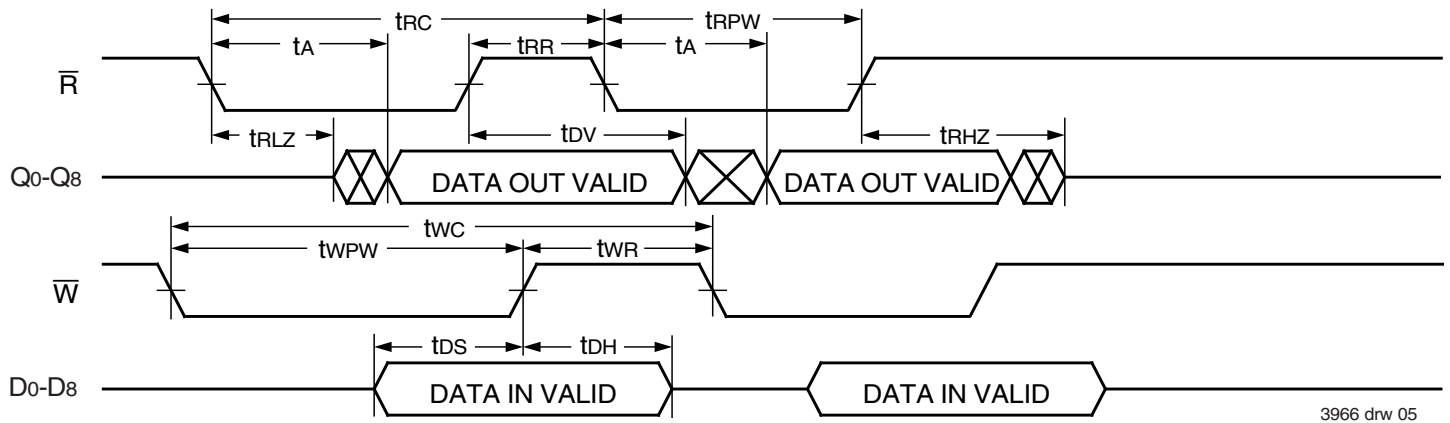 tRC tRPW
tA tRR tA
R̅
tRLZ tDV tRHZ
Q0-Q8 DATA OUT VALID DATA OUT VALID
tWC
tWPW tWR
W̅
tDS tDH
D0-D8 DATA IN VALID DATA IN VALID
3966 drw 05